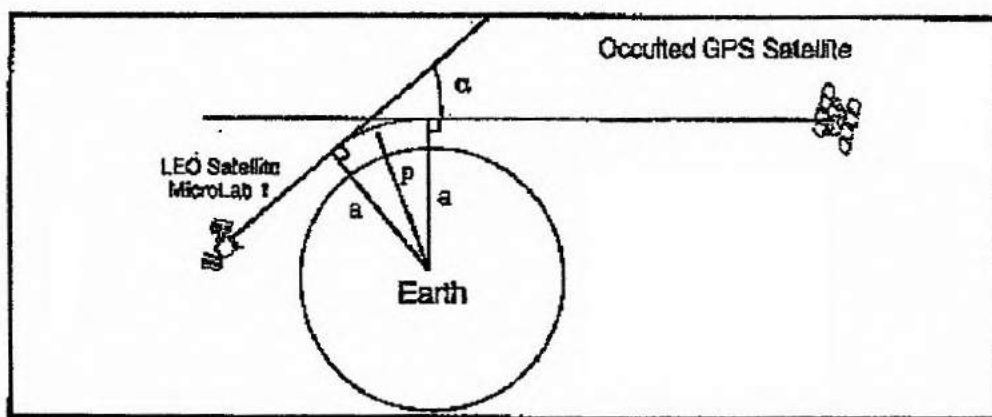 Occulted GPS Satellite
α
LEO Satellite
MicroLab 1
p
a
a
Earth